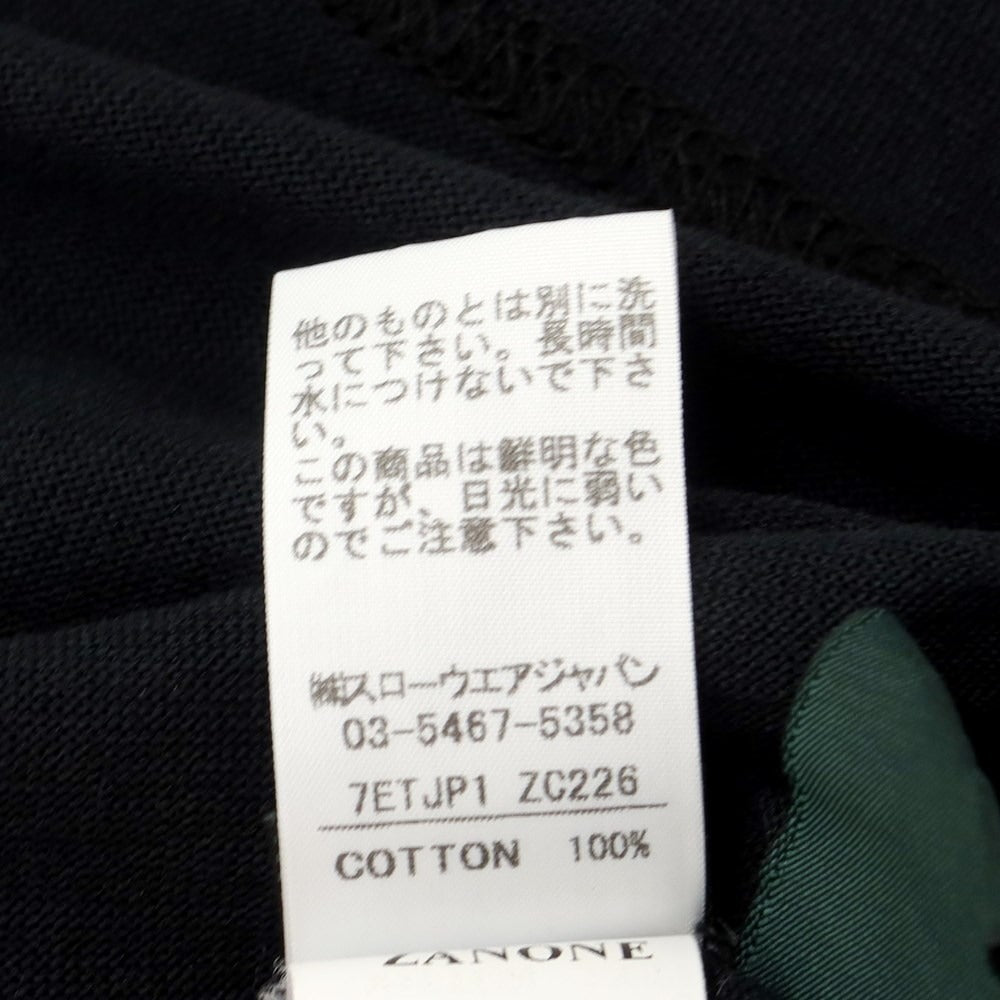 他のものとは別に洗
って下さい。長時間
水につけないで下さ
い。
この商品は鮮明な色
ですが、日光に弱い
のでご注意下さい。
㈱スローウエアジャパン
03-5467-5358
7ETJP1 ZC226
COTTON 100%
ZANONE